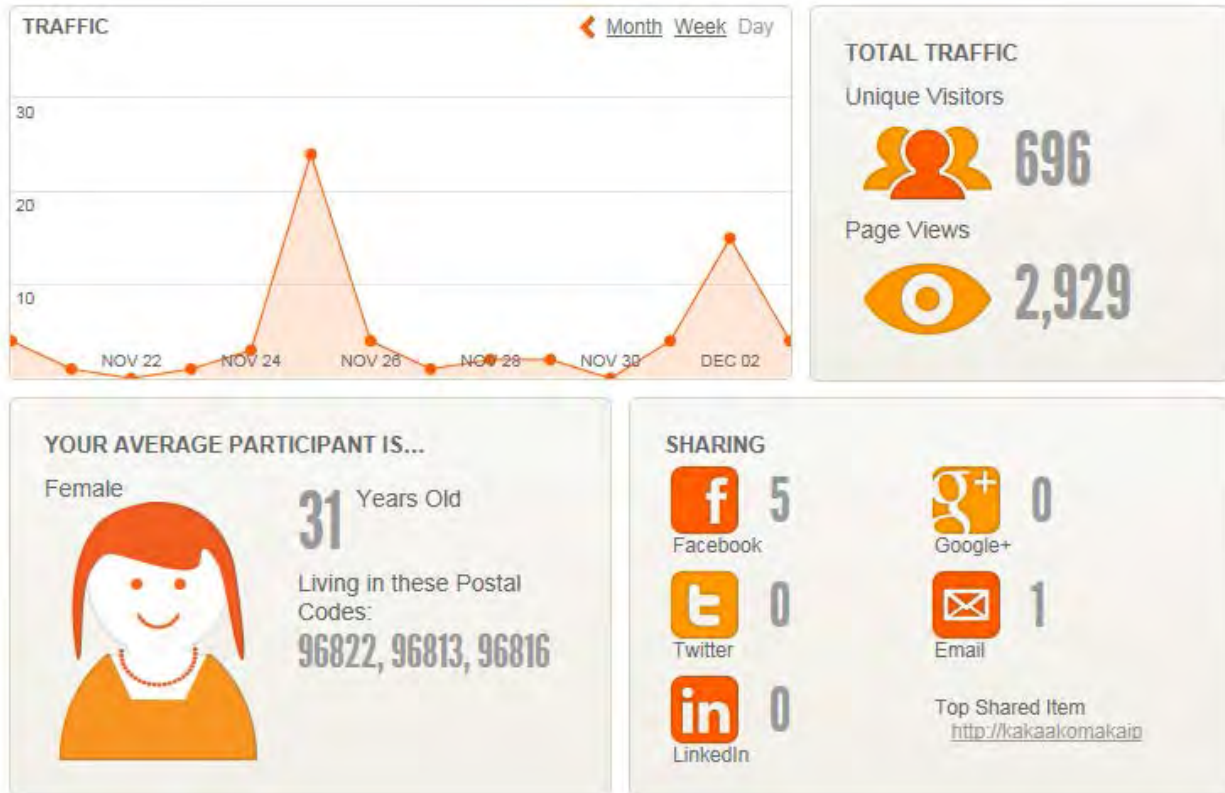 TRAFFIC
Month Week Day
30
20
10
NOV 22 NOV 24 NOV 26 NOV 28 NOV 30 DEC 02
TOTAL TRAFFIC
Unique Visitors
696
Page Views
2,929
YOUR AVERAGE PARTICIPANT IS...
Female
31 Years Old
Living in these Postal
Codes:
96822, 96813, 96816
SHARING
f 5
Facebook
g+ 0
Google+
t 0
Twitter
1
Email
in 0
LinkedIn
Top Shared Item
http://kakaakomakaip